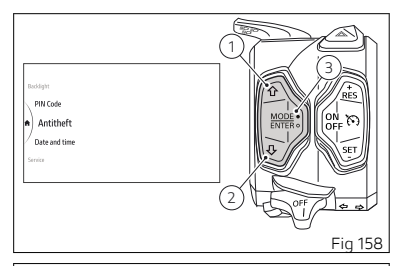 1
3
Backlight
PIN Code
Antitheft
Date and time
Service
MODE
ENTER
+
RES
ON
OFF
SET
-
2
OFF
Fig 158